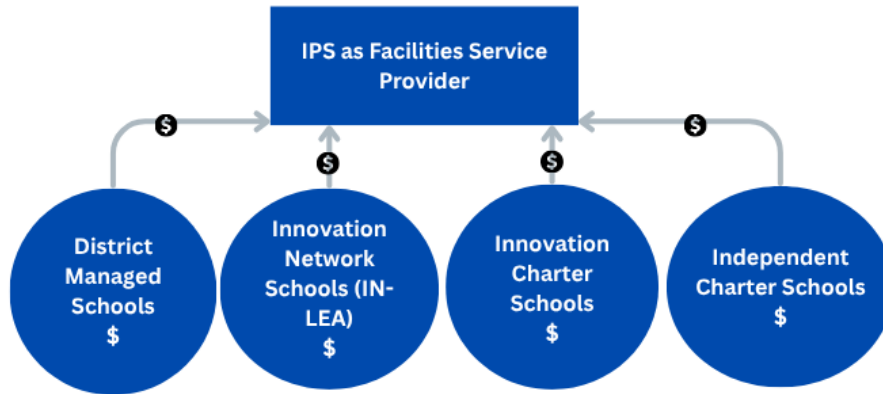 IPS as Facilities Service
Provider
$
$
$
$
District
Managed
Schools
$
Innovation
Network
Schools (IN-
LEA)
$
Innovation
Charter
Schools
$
Independent
Charter Schools
$